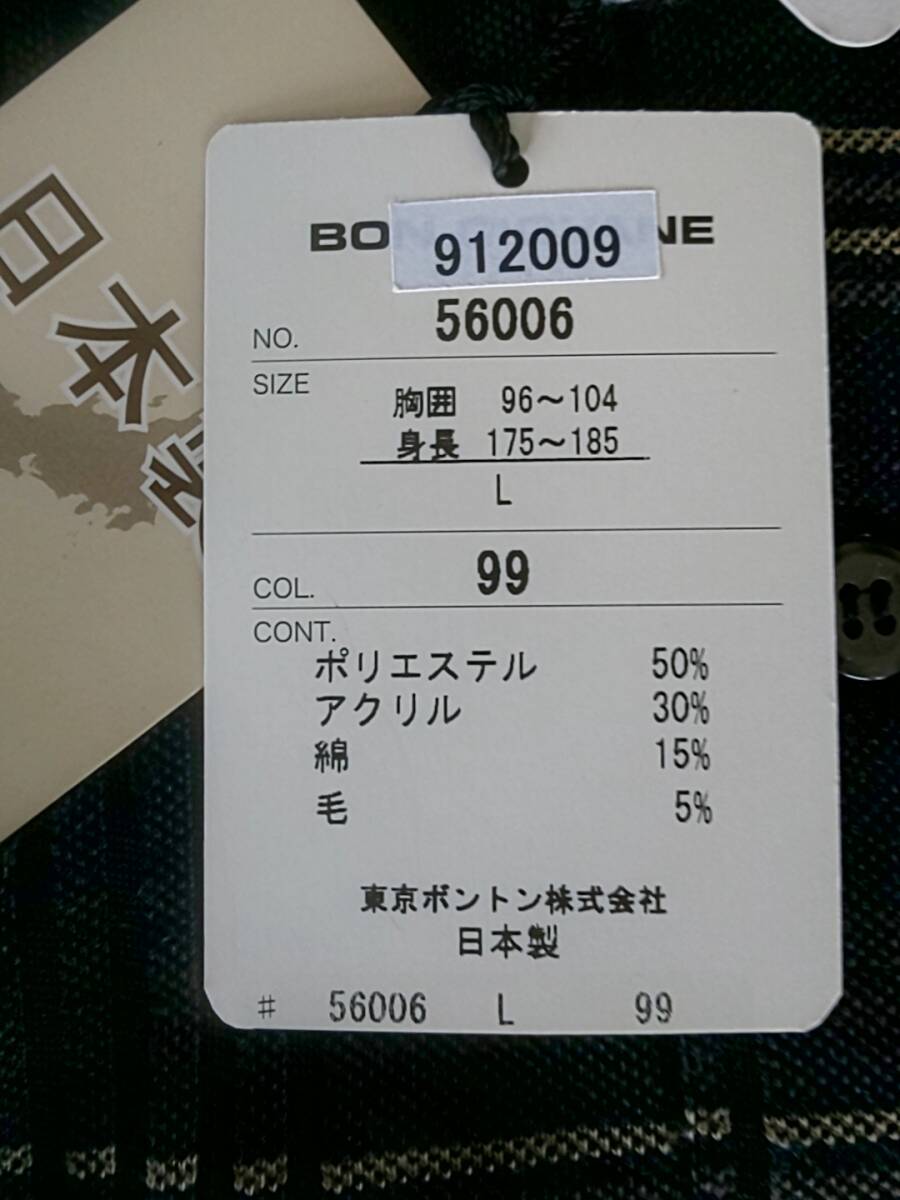 日本製
BO NE
912009
NO. 56006
SIZE
胸囲 96～104
身長 175～185
L
COL. 99
CONT.
ポリエステル 50%
アクリル 30%
綿 15%
毛 5%
東京ボントン株式会社
日本製
# 56006 L 99